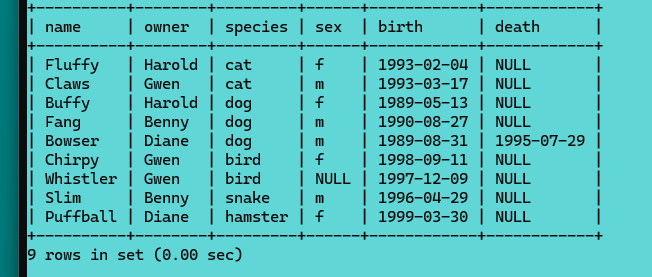 +----------+--------+---------+------+------------+------------+
| name     | owner  | species | sex  | birth      | death      |
+----------+--------+---------+------+------------+------------+
| Fluffy   | Harold | cat     | f    | 1993-02-04 | NULL       |
| Claws    | Gwen   | cat     | m    | 1993-03-17 | NULL       |
| Buffy    | Harold | dog     | f    | 1989-05-13 | NULL       |
| Fang     | Benny  | dog     | m    | 1990-08-27 | NULL       |
| Bowser   | Diane  | dog     | m    | 1989-08-31 | 1995-07-29 |
| Chirpy   | Gwen   | bird    | f    | 1998-09-11 | NULL       |
| Whistler | Gwen   | bird    | NULL | 1997-12-09 | NULL       |
| Slim     | Benny  | snake   | m    | 1996-04-29 | NULL       |
| Puffball | Diane  | hamster | f    | 1999-03-30 | NULL       |
+----------+--------+---------+------+------------+------------+
9 rows in set (0.00 sec)